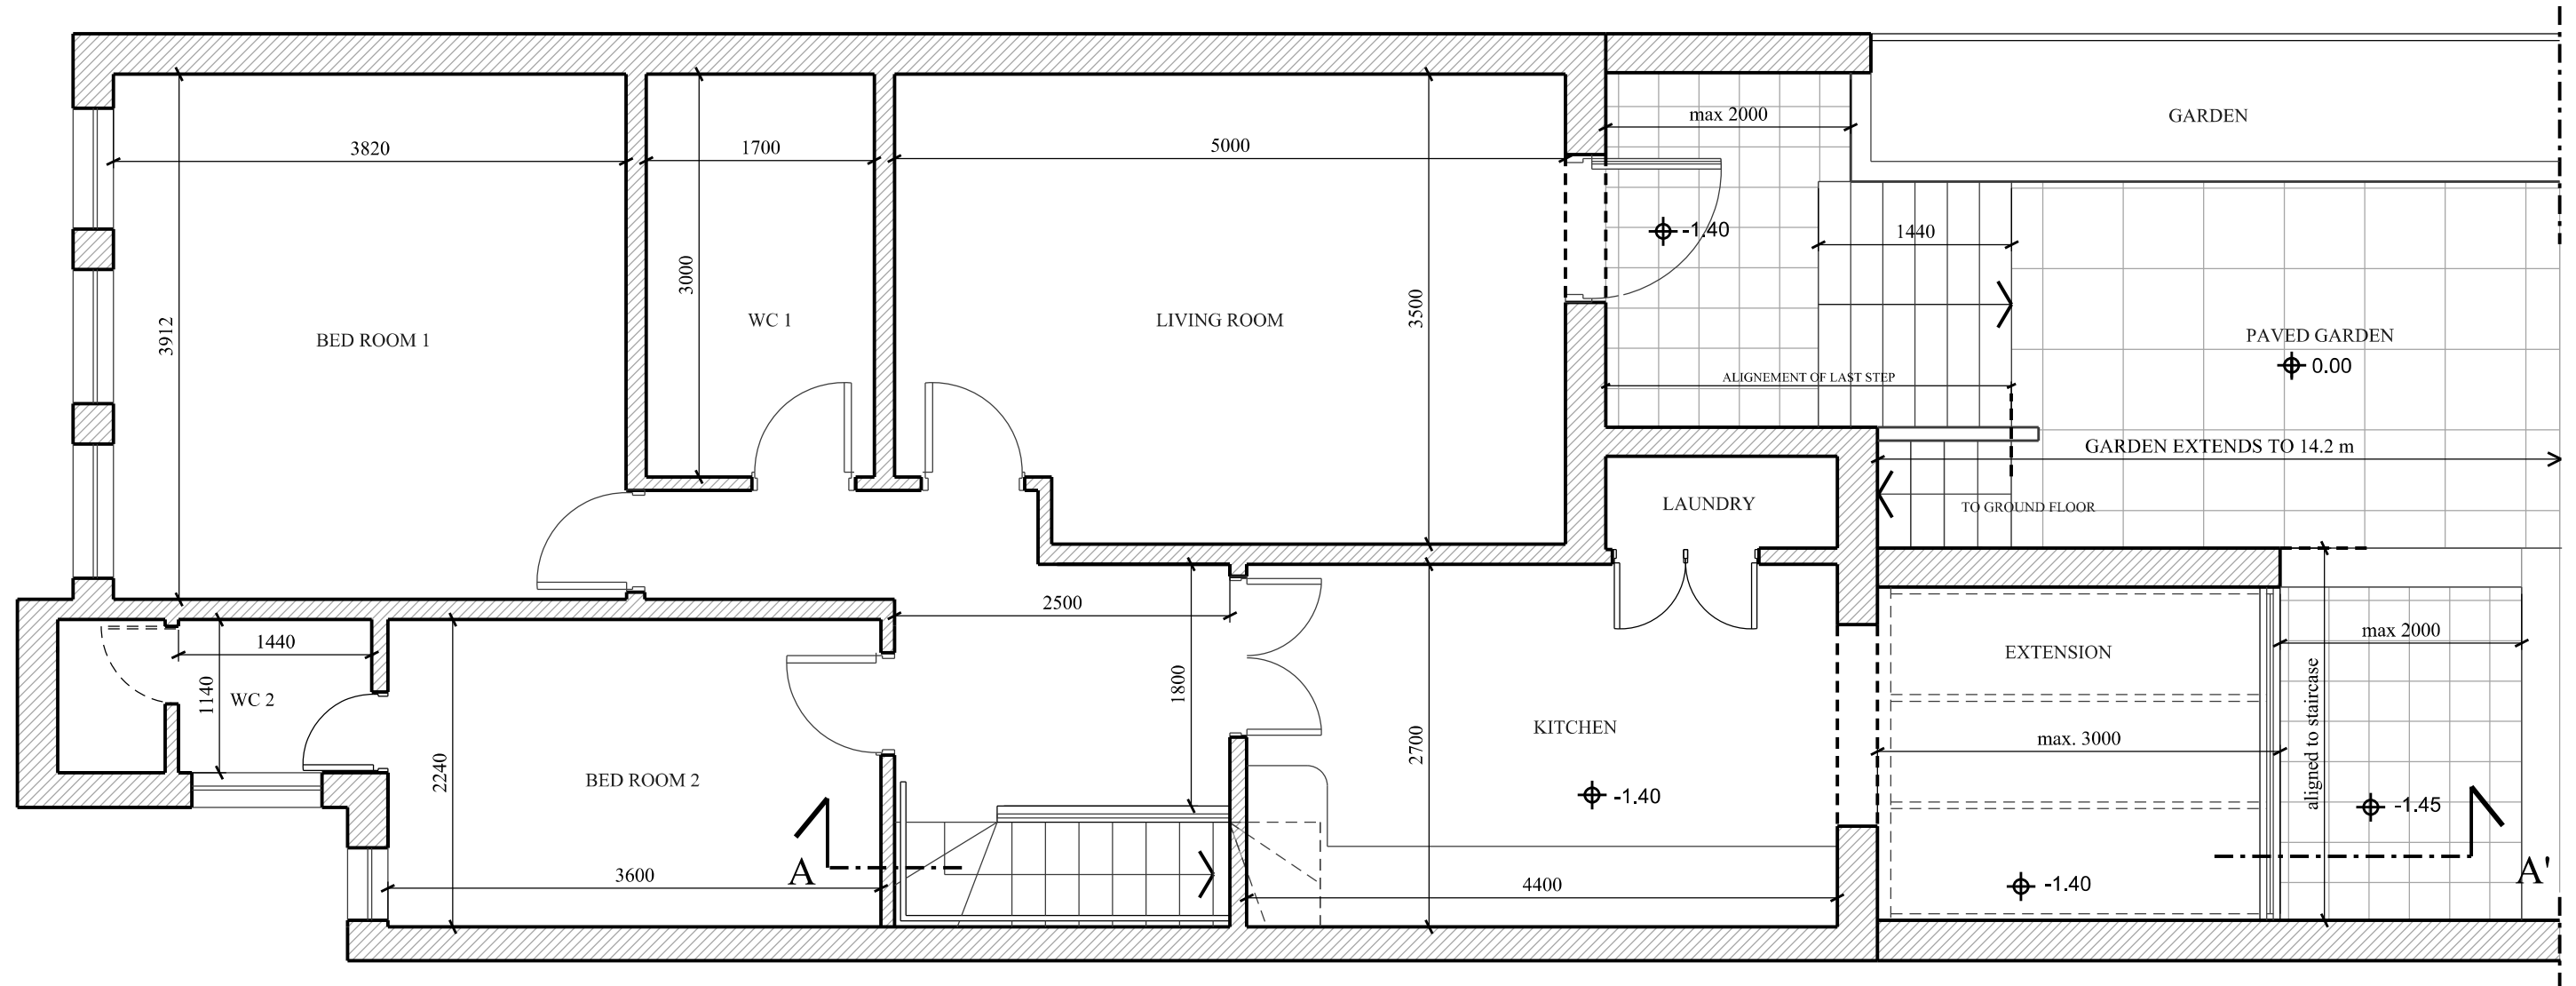 GARDEN
max 2000
3820
1700
5000
-1.40
1440
3000
3912
3500
BED ROOM 1
WC 1
LIVING ROOM
PAVED GARDEN
0.00
ALIGNEMENT OF LAST STEP
GARDEN EXTENDS TO 14.2 m
LAUNDRY
TO GROUND FLOOR
2500
1440
1140
WC 2
1800
EXTENSION
max 2000
2240
BED ROOM 2
2700
KITCHEN
max. 3000
aligned to staircase
-1.40
-1.45
A
3600
4400
-1.40
A'